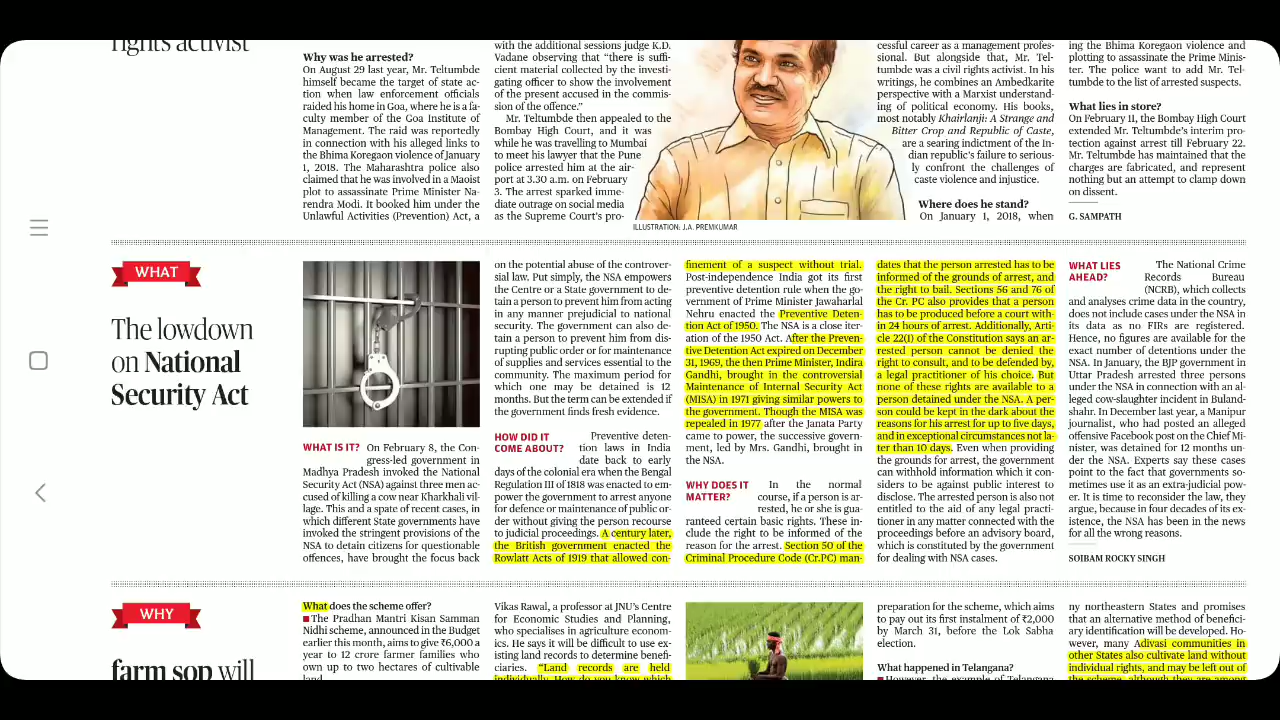 rights activist
Why was he arrested?
On August 29 last year, Mr. Teltumbde
himself became the target of state ac-
tion when law enforcement officials
raided his home in Goa, where he is a fa-
culty member of the Goa Institute of
Management. The raid was reportedly
in connection with his alleged links to
the Bhima Koregaon violence of January
1, 2018. The Maharashtra police also
claimed that he was involved in a Maoist
plot to assassinate Prime Minister Na-
rendra Modi. It booked him under the
Unlawful Activities (Prevention) Act, a
with the additional sessions judge K.D.
Vadane observing that “there is suffi-
cient material collected by the investi-
gating officer to show the involvement
of the present accused in the commis-
sion of the offence.”
Mr. Teltumbde then appealed to the
Bombay High Court, and it was
while he was travelling to Mumbai
to meet his lawyer that the Pune
police arrested him at the air-
port at 3.30 a.m. on February
3. The arrest sparked imme-
diate outrage on social media
as the Supreme Court's pro-
ILLUSTRATION: J.A. PREMKUMAR
cessful career as a management profes-
sional. But alongside that, Mr. Tel-
tumbde was a civil rights activist. In his
writings, he combines an Ambedkarite
perspective with a Marxist understand-
ing of political economy. His books,
most notably Khairlanji: A Strange and
Bitter Crop and Republic of Caste,
are a searing indictment of the In-
dian republic's failure to serious-
ly confront the challenges of
caste violence and injustice.
Where does he stand?
On January 1, 2018, when
ing the Bhima Koregaon violence and
plotting to assassinate the Prime Minis-
ter. The police want to add Mr. Tel-
tumbde to the list of arrested suspects.
What lies in store?
On February 11, the Bombay High Court
extended Mr. Teltumbde's interim pro-
tection against arrest till February 22.
Mr. Teltumbde has maintained that the
charges are fabricated, and represent
nothing but an attempt to clamp down
on dissent.
G. SAMPATH
WHAT
The lowdown
on National
Security Act
WHAT IS IT? On February 8, the Con-
gress-led government in
Madhya Pradesh invoked the National
Security Act (NSA) against three men ac-
cused of killing a cow near Kharkhali vil-
lage. This and a spate of recent cases, in
which different State governments have
invoked the stringent provisions of the
NSA to detain citizens for questionable
offences, have brought the focus back
on the potential abuse of the controver-
sial law. Put simply, the NSA empowers
the Centre or a State government to de-
tain a person to prevent him from acting
in any manner prejudicial to national
security. The government can also de-
tain a person to prevent him from dis-
rupting public order or for maintenance
of supplies and services essential to the
community. The maximum period for
which one may be detained is 12
months. But the term can be extended if
the government finds fresh evidence.
HOW DID IT COME ABOUT? Preventive deten-
tion laws in India
date back to early
days of the colonial era when the Bengal
Regulation III of 1818 was enacted to em-
power the government to arrest anyone
for defence or maintenance of public or-
der without giving the person recourse
to judicial proceedings. A century later,
the British government enacted the
Rowlatt Acts of 1919 that allowed con-
finement of a suspect without trial.
Post-independence India got its first
preventive detention rule when the go-
vernment of Prime Minister Jawaharlal
Nehru enacted the Preventive Deten-
tion Act of 1950. The NSA is a close iter-
ation of the 1950 Act. After the Preven-
tive Detention Act expired on December
31, 1969, the then Prime Minister, Indira
Gandhi, brought in the controversial
Maintenance of Internal Security Act
(MISA) in 1971 giving similar powers to
the government. Though the MISA was
repealed in 1977 after the Janata Party
came to power, the successive govern-
ment, led by Mrs. Gandhi, brought in
the NSA.
WHY DOES IT MATTER? In the normal
course, if a person is ar-
rested, he or she is gua-
ranteed certain basic rights. These in-
clude the right to be informed of the
reason for the arrest. Section 50 of the
Criminal Procedure Code (Cr.PC) man-
dates that the person arrested has to be
informed of the grounds of arrest, and
the right to bail. Sections 56 and 76 of
the Cr. PC also provides that a person
has to be produced before a court with-
in 24 hours of arrest. Additionally, Arti-
cle 22(1) of the Constitution says an ar-
rested person cannot be denied the
right to consult, and to be defended by,
a legal practitioner of his choice. But
none of these rights are available to a
person detained under the NSA. A per-
son could be kept in the dark about the
reasons for his arrest for up to five days,
and in exceptional circumstances not la-
ter than 10 days. Even when providing
the grounds for arrest, the government
can withhold information which it con-
siders to be against public interest to
disclose. The arrested person is also not
entitled to the aid of any legal practi-
tioner in any matter connected with the
proceedings before an advisory board,
which is constituted by the government
for dealing with NSA cases.
WHAT LIES AHEAD? The National Crime
Records Bureau
(NCRB), which collects
and analyses crime data in the country,
does not include cases under the NSA in
its data as no FIRs are registered.
Hence, no figures are available for the
exact number of detentions under the
NSA. In January, the BJP government in
Uttar Pradesh arrested three persons
under the NSA in connection with an al-
leged cow-slaughter incident in Buland-
shahr. In December last year, a Manipur
journalist, who had posted an alleged
offensive Facebook post on the Chief Mi-
nister, was detained for 12 months un-
der the NSA. Experts say these cases
point to the fact that governments so-
metimes use it as an extra-judicial pow-
er. It is time to reconsider the law, they
argue, because in four decades of its ex-
istence, the NSA has been in the news
for all the wrong reasons.
SOIBAM ROCKY SINGH
WHY
farm sop will
What does the scheme offer?
The Pradhan Mantri Kisan Samman
Nidhi scheme, announced in the Budget
earlier this month, aims to give ₹6,000 a
year to 12 crore farmer families who
own up to two hectares of cultivable
land.
Vikas Rawal, a professor at JNU's Centre
for Economic Studies and Planning,
who specialises in agriculture econom-
ics. He says it will be difficult to use ex-
isting land records to determine benefi-
ciaries. “Land records are held
individually. How do you know which
preparation for the scheme, which aims
to pay out its first instalment of ₹2,000
by March 31, before the Lok Sabha
election.
What happened in Telangana?
However, the example of Telangana
ny northeastern States and promises
that an alternative method of benefici-
ary identification will be developed. Ho-
wever, many Adivasi communities in
other States also cultivate land without
individual rights, and may be left out of
the scheme, although they are among